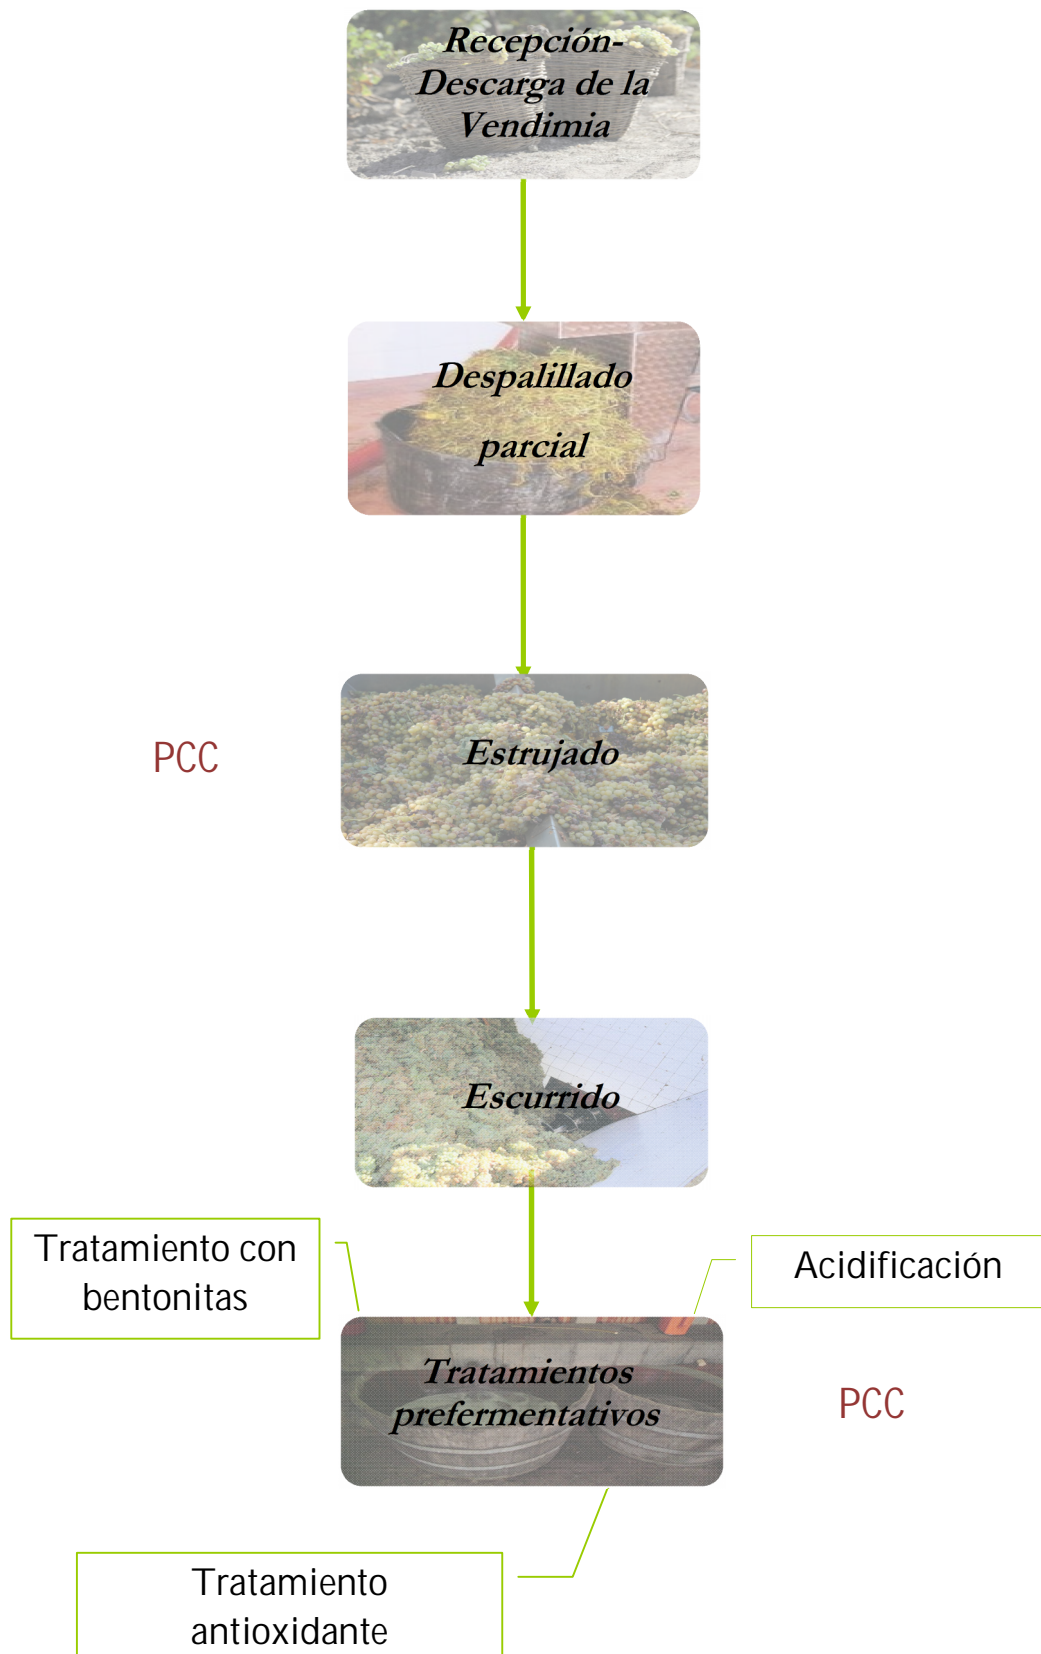 Recepción-
Descarga de la
Vendimia
Despalillado
parcial
PCC
Estrujado
Escurrido
Tratamiento con
bentonitas
Acidificación
Tratamientos
prefermentativos
PCC
Tratamiento
antioxidante